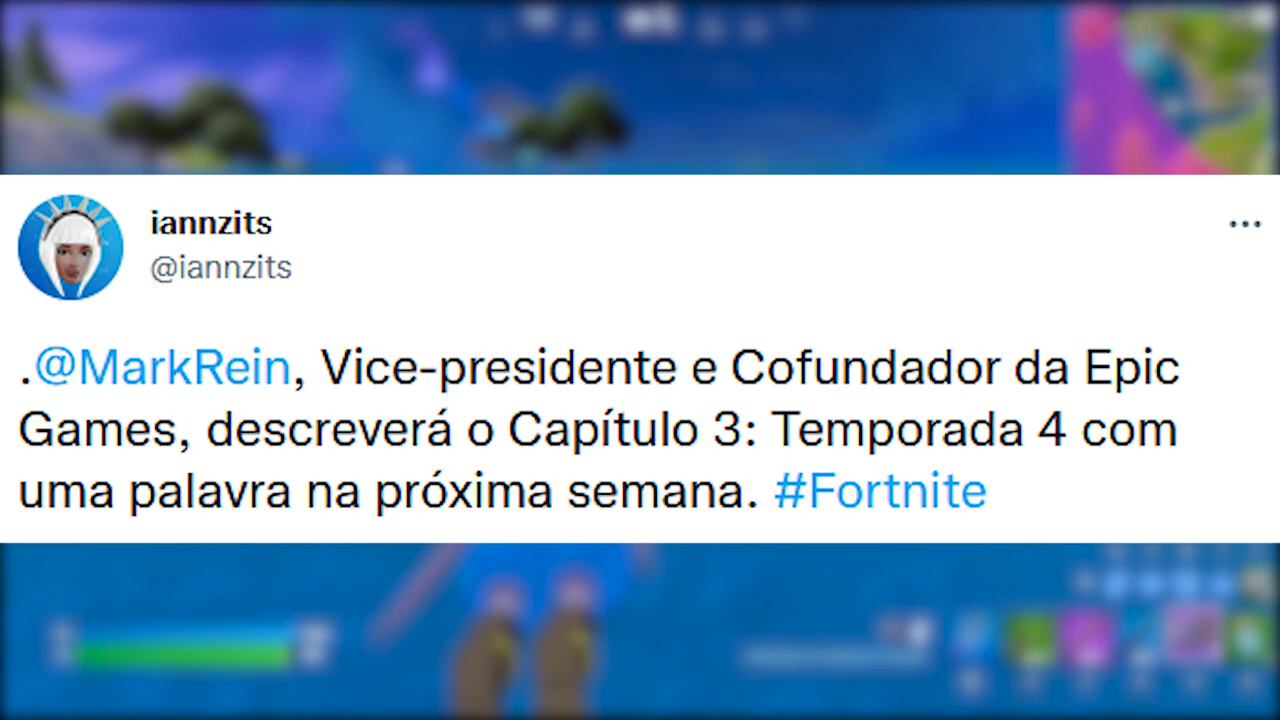 iannzits
@iannzits
.@MarkRein, Vice-presidente e Cofundador da Epic
Games, descreverá o Capítulo 3: Temporada 4 com
uma palavra na próxima semana. #Fortnite